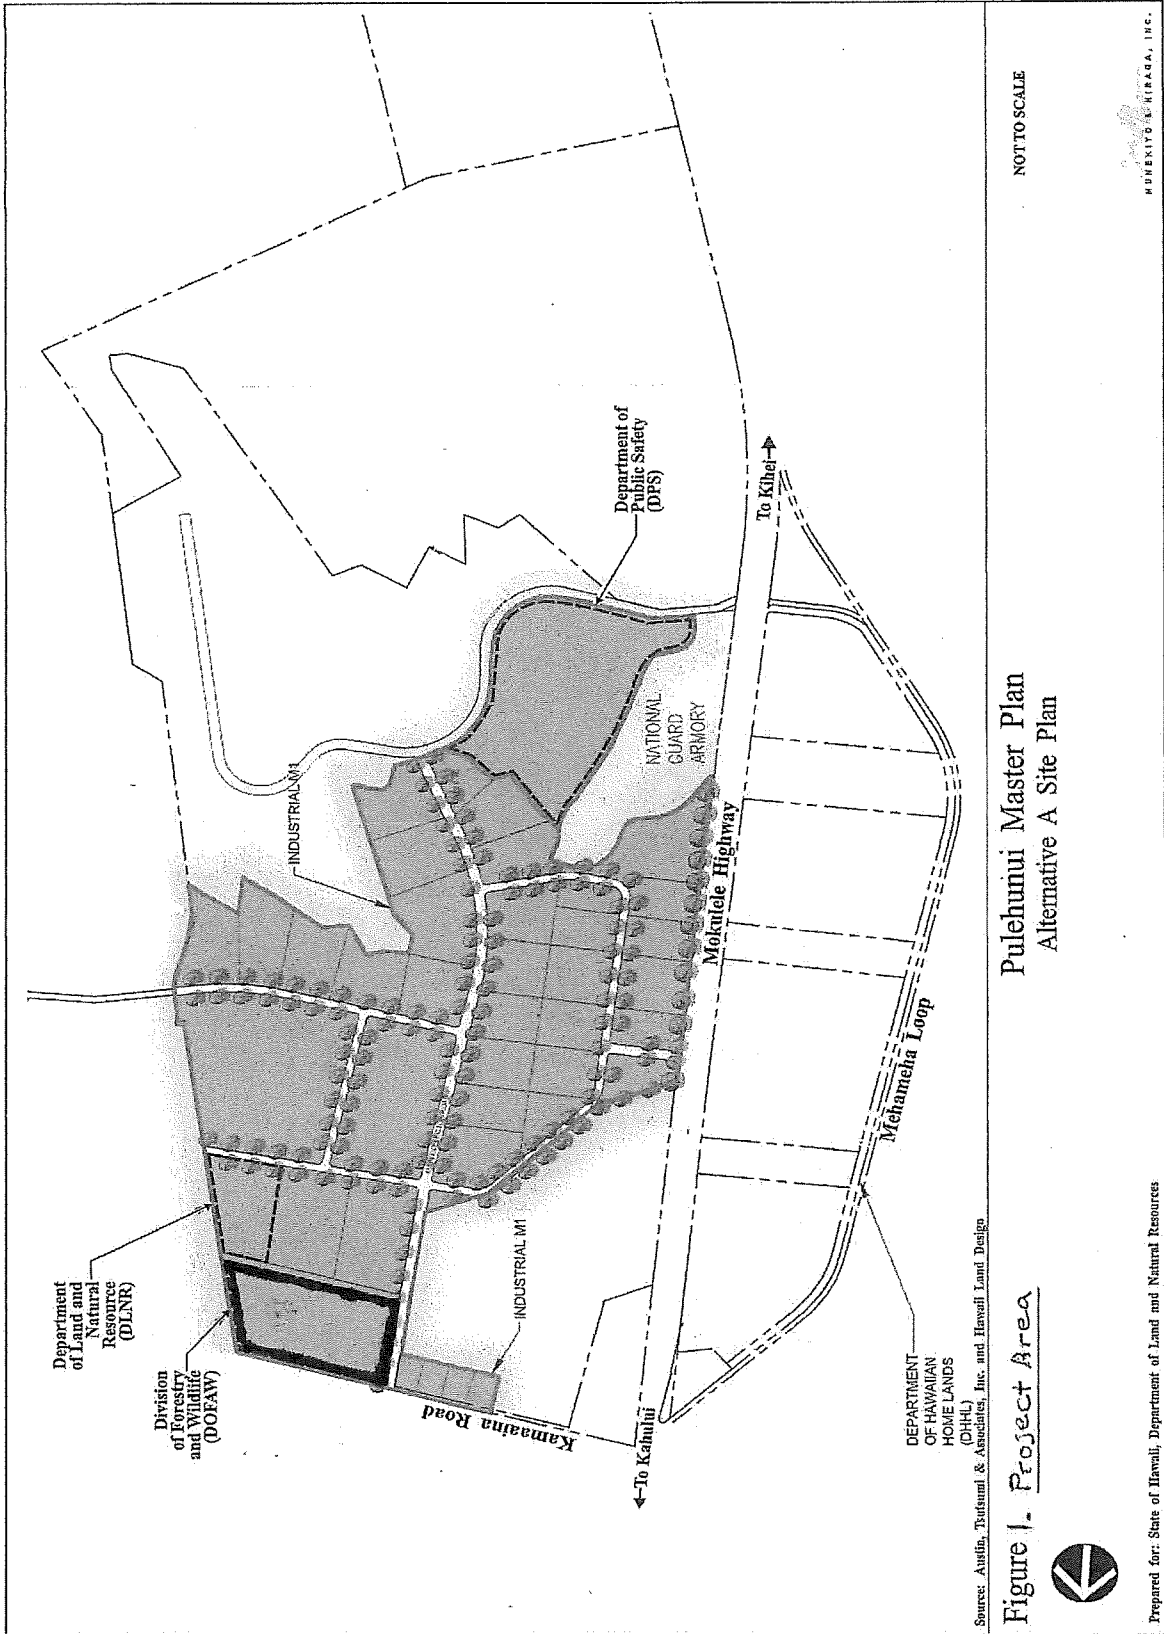 Department
of Land and
Natural
Resource
(DLNR)
Division
of Forestry
and Wildlife
(DOFAW)
INDUSTRIAL M1
Department of
Public Safety
(DPS)
NATIONAL
GUARD
ARMORY
INDUSTRIAL M1
Kamaaina Road
Mokulele Highway
←To Kahului
To Kihei→
Mehameha Loop
DEPARTMENT
OF HAWAIIAN
HOME LANDS
(DHHL)
Source: Austin, Tsutsumi & Associates, Inc. and Hawaii Land Design
Figure 1. Project Area
Pulehunui Master Plan
Alternative A Site Plan
NOT TO SCALE
Prepared for: State of Hawaii, Department of Land and Natural Resources
MUNEKIYO & HIRAGA, INC.